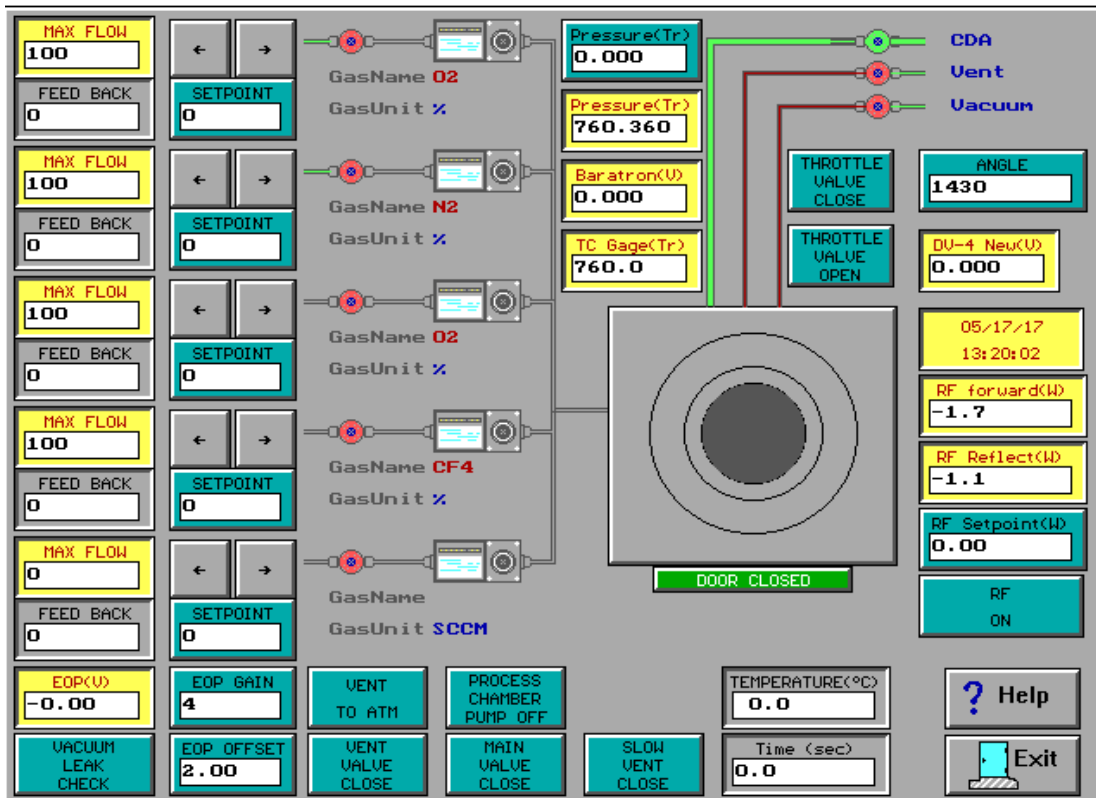 MAX FLOW
100
← →
FEED BACK
0
SETPOINT
0
GasName O2
GasUnit %
MAX FLOW
100
← →
FEED BACK
0
SETPOINT
0
GasName N2
GasUnit %
MAX FLOW
100
← →
FEED BACK
0
SETPOINT
0
GasName O2
GasUnit %
MAX FLOW
100
← →
FEED BACK
0
SETPOINT
0
GasName CF4
GasUnit %
MAX FLOW
0
← →
FEED BACK
0
SETPOINT
0
GasName
GasUnit SCCM
Pressure(Tr)
0.000
Pressure(Tr)
760.360
Baratron(V)
0.000
TC Gage(Tr)
760.0
CDA
Vent
Vacuum
THROTTLE
VALVE
CLOSE
ANGLE
1430
THROTTLE
VALVE
OPEN
DV-4 New(V)
0.000
05/17/17
13:20:02
RF forward(W)
-1.7
RF Reflect(W)
-1.1
RF Setpoint(W)
0.00
RF
ON
DOOR CLOSED
EOP(V)
-0.00
EOP GAIN
4
VENT
TO ATM
PROCESS
CHAMBER
PUMP OFF
TEMPERATURE(°C)
0.0
? Help
VACUUM
LEAK
CHECK
EOP OFFSET
2.00
VENT
VALVE
CLOSE
MAIN
VALVE
CLOSE
SLOW
VENT
CLOSE
Time (sec)
0.0
Exit